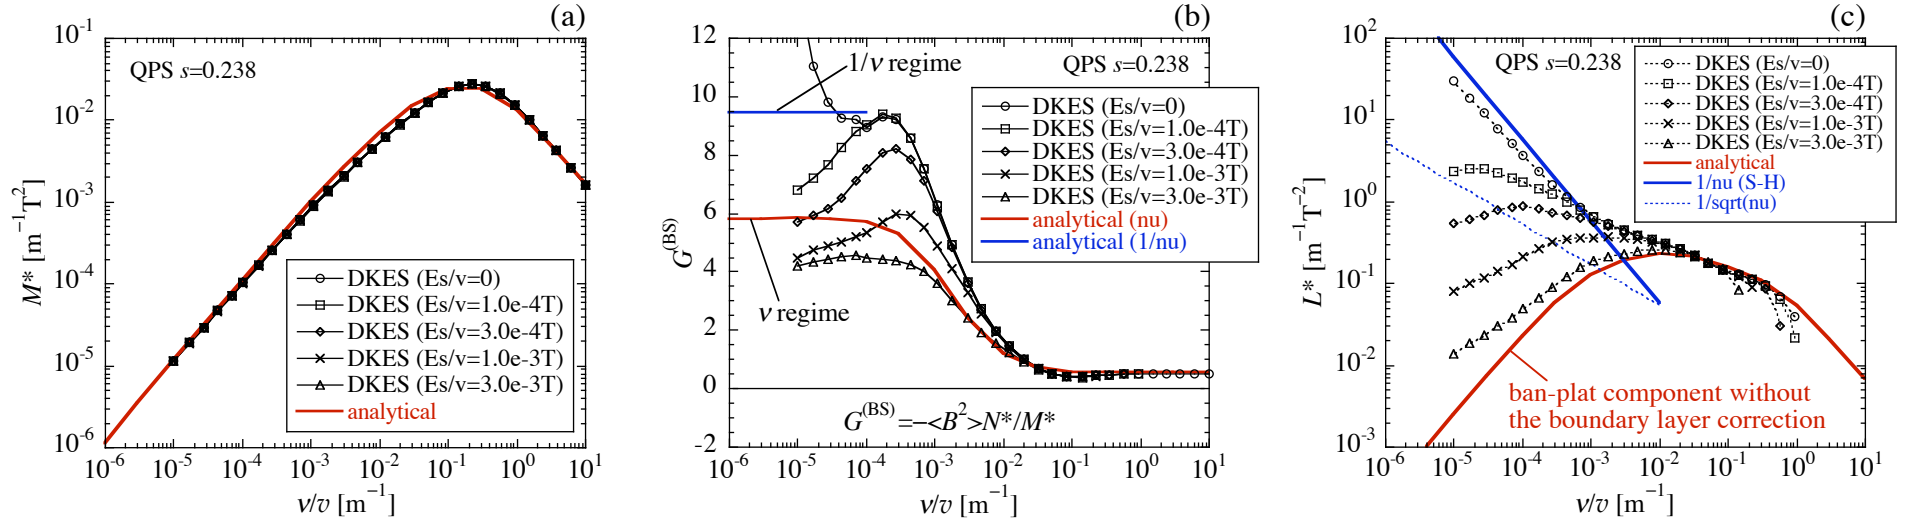 (a)
10^-1
10^-2
10^-3
10^-4
10^-5
10^-6
M* [m^-1T^2]
QPS s=0.238
DKES (Es/v=0)
DKES (Es/v=1.0e-4T)
DKES (Es/v=3.0e-4T)
DKES (Es/v=1.0e-3T)
DKES (Es/v=3.0e-3T)
analytical
10^-6 10^-5 10^-4 10^-3 10^-2 10^-1 10^0 10^1
ν/v [m^-1]
(b)
12
10
8
6
4
2
0
-2
G^(BS)
1/ν regime
QPS s=0.238
DKES (Es/v=0)
DKES (Es/v=1.0e-4T)
DKES (Es/v=3.0e-4T)
DKES (Es/v=1.0e-3T)
DKES (Es/v=3.0e-3T)
analytical (nu)
analytical (1/nu)
ν regime
G^(BS)=-<B^2>N*/M*
10^-6 10^-5 10^-4 10^-3 10^-2 10^-1 10^0 10^1
ν/v [m^-1]
(c)
10^2
10^1
10^0
10^-1
10^-2
10^-3
L* [m^-1T^-2]
QPS s=0.238
DKES (Es/v=0)
DKES (Es/v=1.0e-4T)
DKES (Es/v=3.0e-4T)
DKES (Es/v=1.0e-3T)
DKES (Es/v=3.0e-3T)
analytical
1/nu (S-H)
1/sqrt(nu)
ban-plat component without
the boundary layer correction
10^-6 10^-5 10^-4 10^-3 10^-2 10^-1 10^0 10^1
ν/v [m^-1]